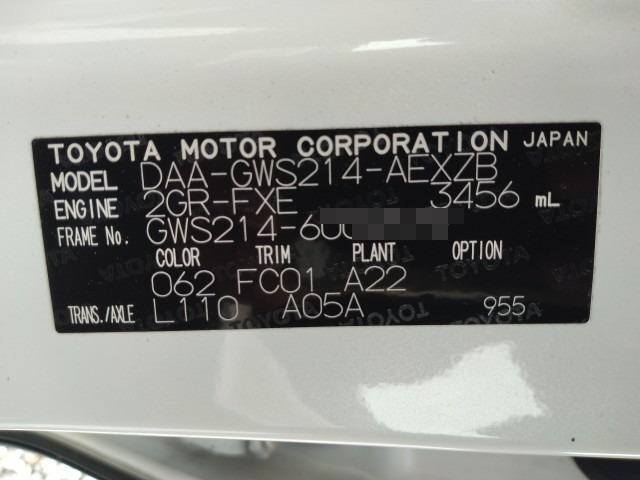 TOYOTA MOTOR CORPORATION JAPAN
MODEL DAA-GWS214-AEXZB
ENGINE 2GR-FXE 3456 mL
FRAME No. GWS214-600
COLOR TRIM PLANT OPTION
062 FC01 A22
TRANS./AXLE L110 A05A 955